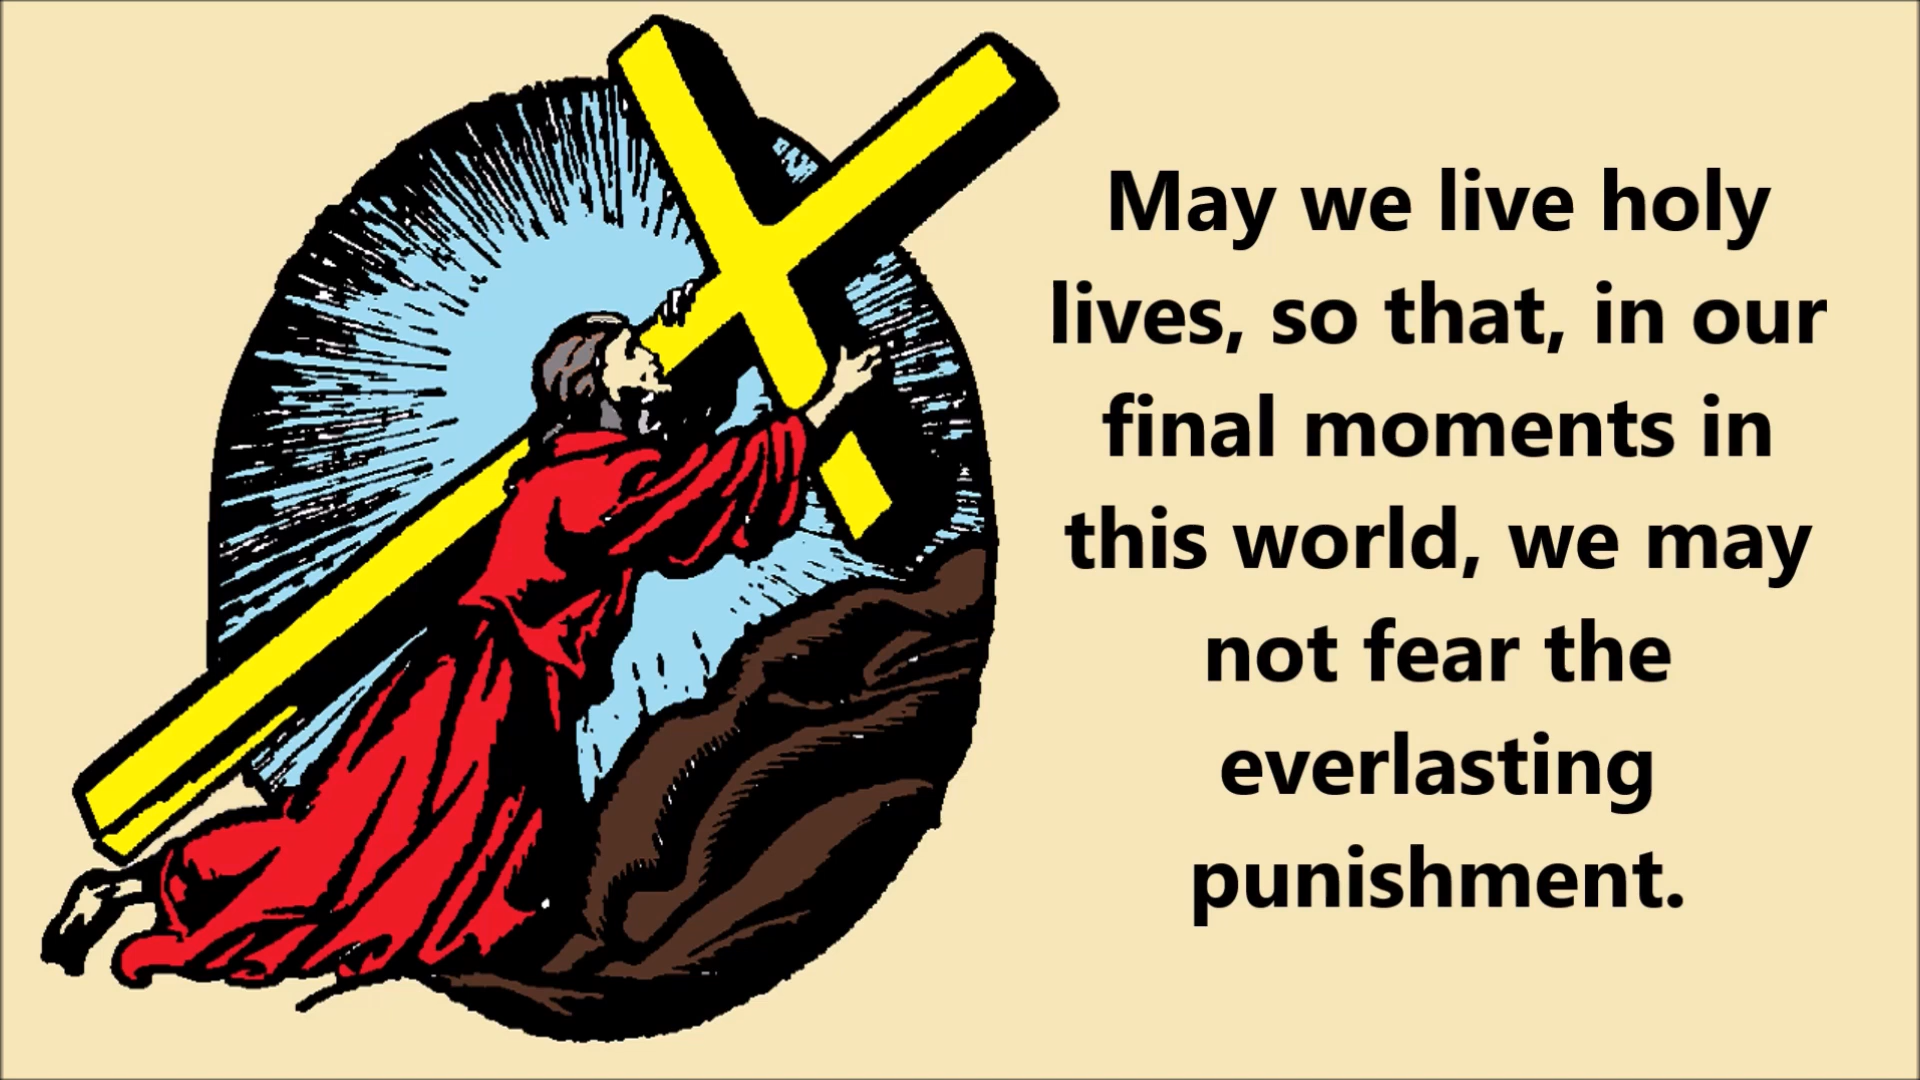 May we live holy
lives, so that, in our
final moments in
this world, we may
not fear the
everlasting
punishment.